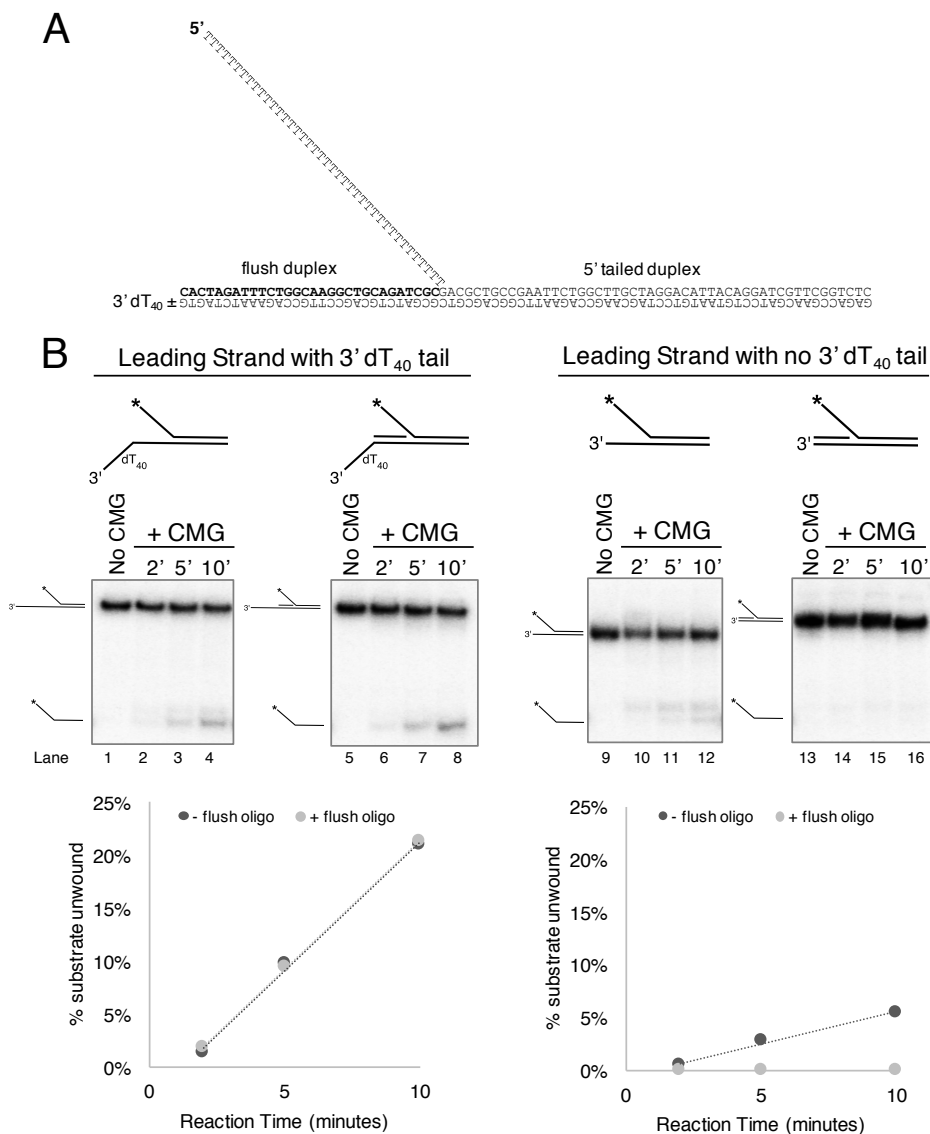 A
5’
flush duplex
5’ tailed duplex
CACTAGATTTCTGGCAAGGCTGCAGATCGCGACGCTGCCGAATTCTGGCTTGCTAGGACATTACAGGATCGTTCGGTCTC
3’ dT40 ±
B
Leading Strand with 3’ dT40 tail
Leading Strand with no 3’ dT40 tail
*
*
*
*
3'
dT40
3'
dT40
3'
3'
No CMG
+ CMG
2’ 5’ 10’
No CMG
+ CMG
2’ 5’ 10’
No CMG
+ CMG
2’ 5’ 10’
No CMG
+ CMG
2’ 5’ 10’
*
3'
*
3'
*
3'
*
3'
*
*
*
*
Lane 1 2 3 4 5 6 7 8 9 10 11 12 13 14 15 16
25%
20%
15%
10%
5%
0%
% substrate unwound
- flush oligo + flush oligo
0 5 10
Reaction Time (minutes)
25%
20%
15%
10%
5%
0%
% substrate unwound
- flush oligo + flush oligo
0 5 10
Reaction Time (minutes)